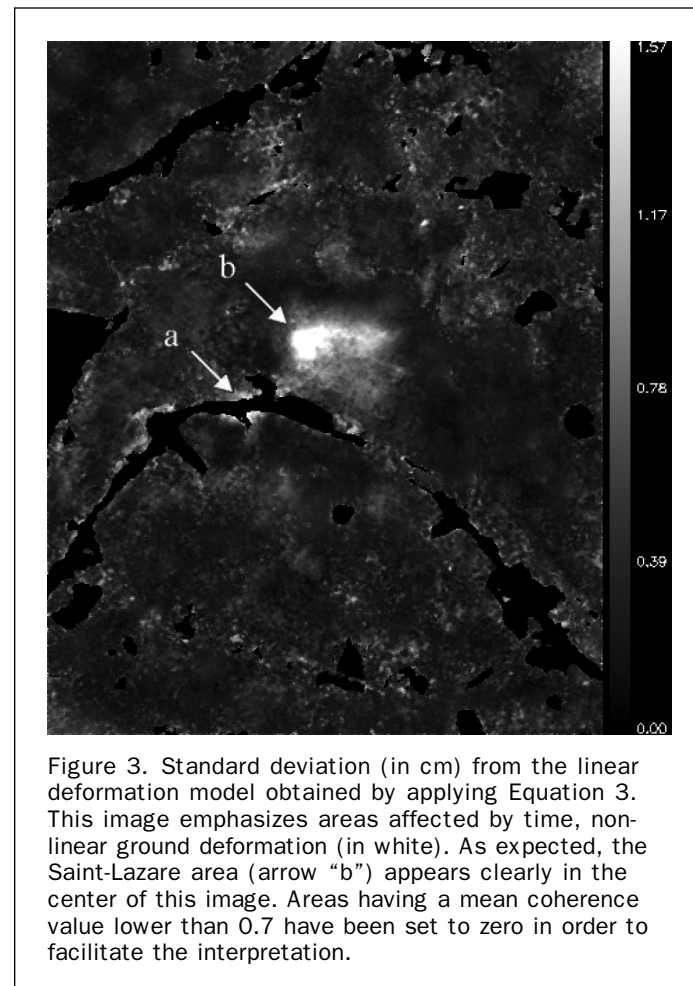 1.57
b
1.17
a
0.78
0.39
0.00
Figure 3. Standard deviation (in cm) from the linear
deformation model obtained by applying Equation 3.
This image emphasizes areas affected by time, non-
linear ground deformation (in white). As expected, the
Saint-Lazare area (arrow “b”) appears clearly in the
center of this image. Areas having a mean coherence
value lower than 0.7 have been set to zero in order to
facilitate the interpretation.